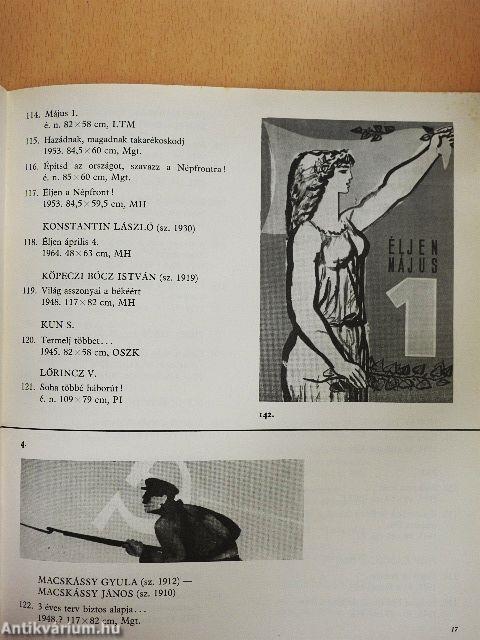 114. Május 1.
é. n. 82×58 cm, LTM
115. Hazádnak, magadnak takarékoskodj
1953. 84,5×60 cm, Mgt.
116. Építsd az országot, szavazz a Népfrontra!
é. n. 85×60 cm, Mgt.
117. Éljen a Népfront!
1953. 84,5×59,5 cm, MH
KONSTANTIN LÁSZLÓ (sz. 1930)
118. Éljen április 4.
1964. 48×63 cm, MH
KÖPECZI BÓCZ ISTVÁN (sz. 1919)
119. Világ asszonyai a békéért
1948. 117×82 cm, MH
KUN S.
120. Termelj többet...
1945. 82×58 cm, OSZK
LŐRINCZ V.
121. Soha többé háborút!
é. n. 109×79 cm, PI
ÉLJEN
MÁJUS
1
142.
4.
MACSKÁSSY GYULA (sz. 1912) —
MACSKÁSSY JÁNOS (sz. 1910)
122. 3 éves terv biztos alapja...
1948.? 117×82 cm, Mgt.
17
Antikvarium.hu